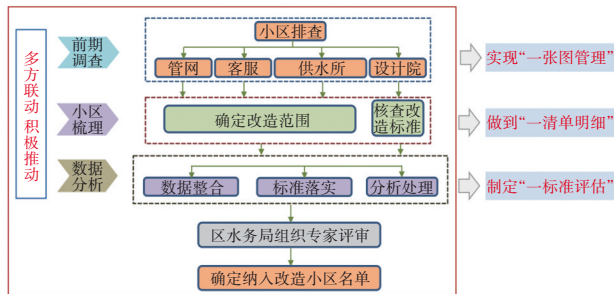 多方联动 积极推动
前期调查
小区排查
管网 客服 供水所 设计院
实现“一张图管理”
小区梳理
确定改造范围
核查改造标准
做到“一清单明细”
数据分析
数据整合 标准落实 分析处理
制定“一标准评估”
区水务局组织专家评审
确定纳入改造小区名单